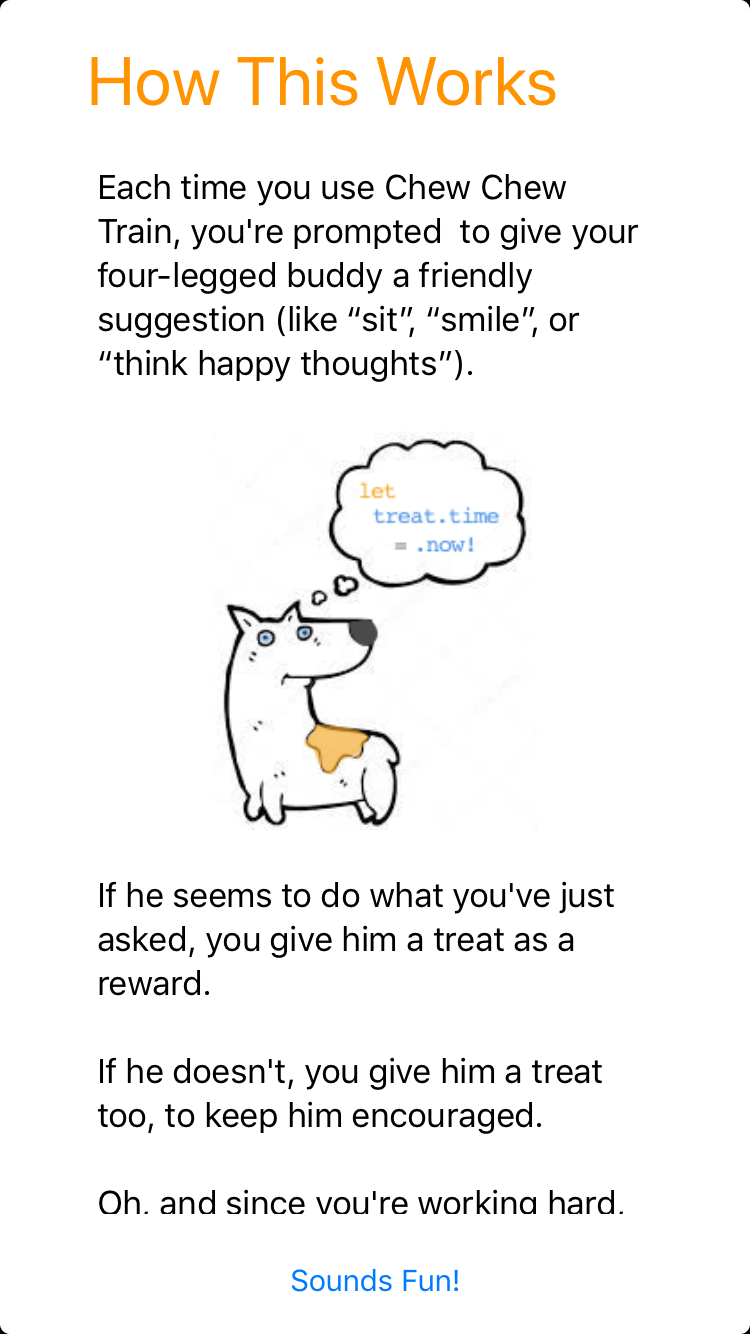 How This Works
Each time you use Chew Chew
Train, you're prompted  to give your
four-legged buddy a friendly
suggestion (like “sit”, “smile”, or
“think happy thoughts”).
let
treat.time
= .now!
If he seems to do what you've just
asked, you give him a treat as a
reward.
If he doesn't, you give him a treat
too, to keep him encouraged.
Oh, and since you're working hard,
Sounds Fun!